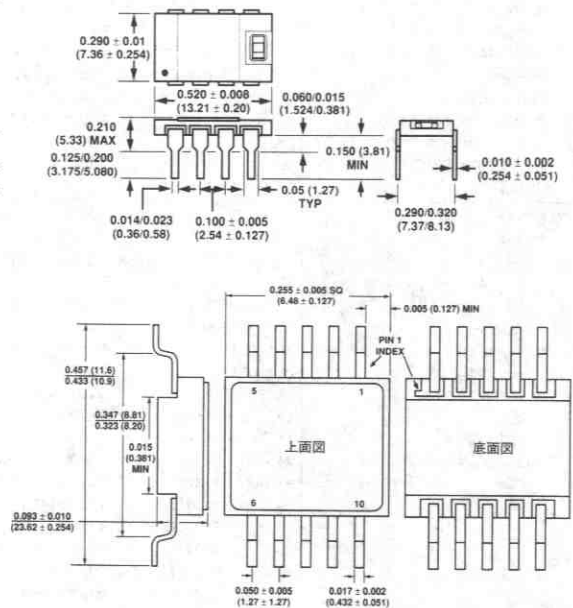 0.290 ± 0.01
(7.36 ± 0.254)
0.520 ± 0.008
(13.21 ± 0.20)
0.060/0.015
(1.524/0.381)
0.210
(5.33) MAX
0.125/0.200
(3.175/5.080)
0.150 (3.81)
MIN
0.010 ± 0.002
(0.254 ± 0.051)
0.05 (1.27)
TYP
0.014/0.023
(0.36/0.58)
0.100 ± 0.005
(2.54 ± 0.127)
0.290/0.320
(7.37/8.13)
0.255 ± 0.005 SQ
(6.48 ± 0.127)
0.005 (0.127) MIN
PIN 1
INDEX
0.457 (11.6)
0.433 (10.9)
0.347 (8.81)
0.323 (8.20)
0.015
(0.381)
MIN
5
1
上面図
底面図
6
10
0.093 ± 0.010
(23.62 ± 0.254)
0.050 ± 0.005
(1.27 ± 1.27)
0.017 ± 0.002
(0.432 ± 0.051)